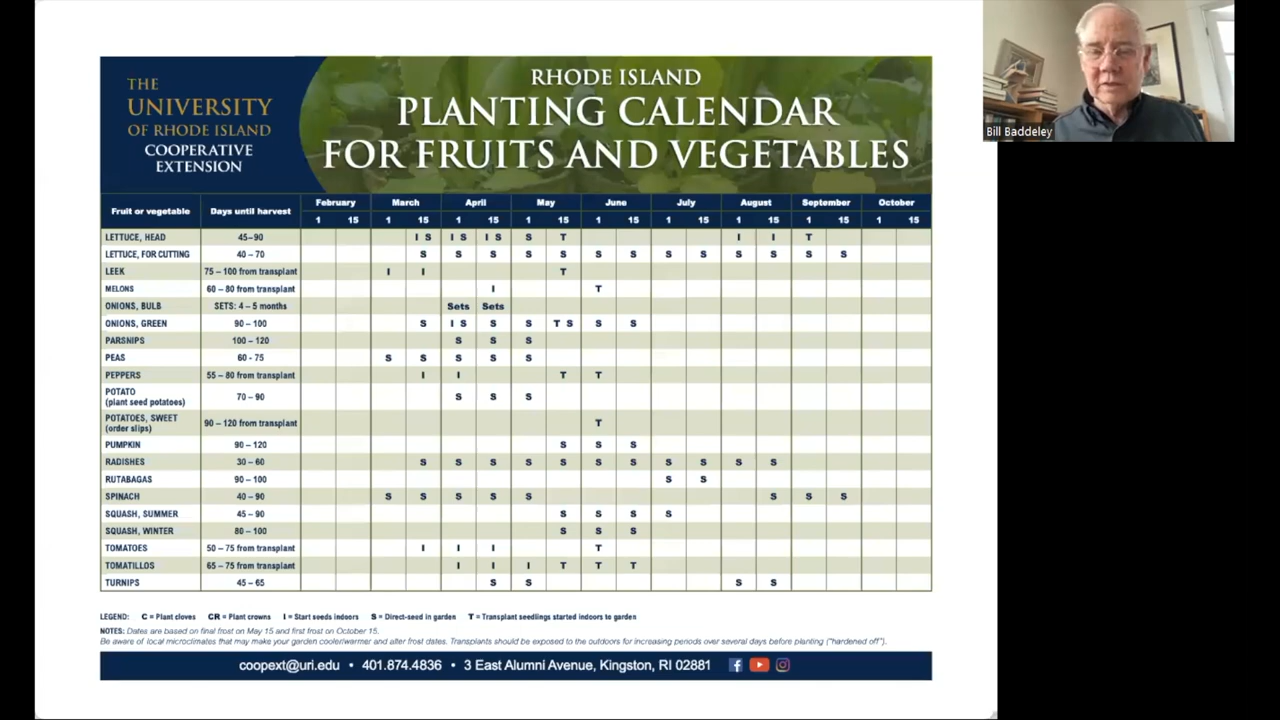 THE
UNIVERSITY
OF RHODE ISLAND
COOPERATIVE
EXTENSION
RHODE ISLAND
PLANTING CALENDAR
FOR FRUITS AND VEGETABLES
Bill Baddeley
Fruit or vegetable Days until harvest February March April May June July August September October
1 15 1 15 1 15 1 15 1 15 1 15 1 15 1 15 1 15
LETTUCE, HEAD 45–90 I S I S I S S T I I T
LETTUCE, FOR CUTTING 40 – 70 S S S S S S S S S S S S S
LEEK 75 – 100 from transplant I I T
MELONS 60 – 80 from transplant I T
ONIONS, BULB SETS: 4 – 5 months Sets Sets
ONIONS, GREEN 90 – 100 S I S S S T S S S
PARSNIPS 100 – 120 S S S
PEAS 60 - 75 S S S S S
PEPPERS 55 – 80 from transplant I I T T
POTATO
(plant seed potatoes) 70 – 90 S S S
POTATOES, SWEET
(order slips) 90 – 120 from transplant T
PUMPKIN 90 – 120 S S S
RADISHES 30 – 60 S S S S S S S S S S S
RUTABAGAS 90 – 100 S S
SPINACH 40 – 90 S S S S S S S S
SQUASH, SUMMER 45 – 90 S S S S
SQUASH, WINTER 80 – 100 S S S
TOMATOES 50 – 75 from transplant I I I T
TOMATILLOS 65 – 75 from transplant I I I T T T
TURNIPS 45 – 65 S S S S
LEGEND: C = Plant cloves CR = Plant crowns I = Start seeds indoors S = Direct-seed in garden T = Transplant seedlings started indoors to garden
NOTES: Dates are based on final frost on May 15 and first frost on October 15.
Be aware of local microclimates that may make your garden cooler/warmer and alter frost dates. Transplants should be exposed to the outdoors for increasing periods over several days before planting ("hardened off").
coopext@uri.edu • 401.874.4836 • 3 East Alumni Avenue, Kingston, RI 02881